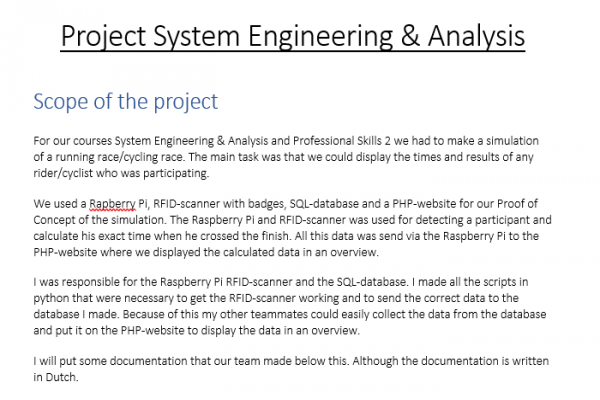 Project System Engineering & Analysis
Scope of the project
For our courses System Engineering & Analysis and Professional Skills 2 we had to make a simulation
of a running race/cycling race. The main task was that we could display the times and results of any
rider/cyclist who was participating.
We used a Rapberry Pi, RFID-scanner with badges, SQL-database and a PHP-website for our Proof of
Concept of the simulation. The Raspberry Pi and RFID-scanner was used for detecting a participant and
calculate his exact time when he crossed the finish. All this data was send via the Raspberry Pi to the
PHP-website where we displayed the calculated data in an overview.
I was responsible for the Raspberry Pi RFID-scanner and the SQL-database. I made all the scripts in
python that were necessary to get the RFID-scanner working and to send the correct data to the
database I made. Because of this my other teammates could easily collect the data from the database
and put it on the PHP-website to display the data in an overview.
I will put some documentation that our team made below this. Although the documentation is written
in Dutch.